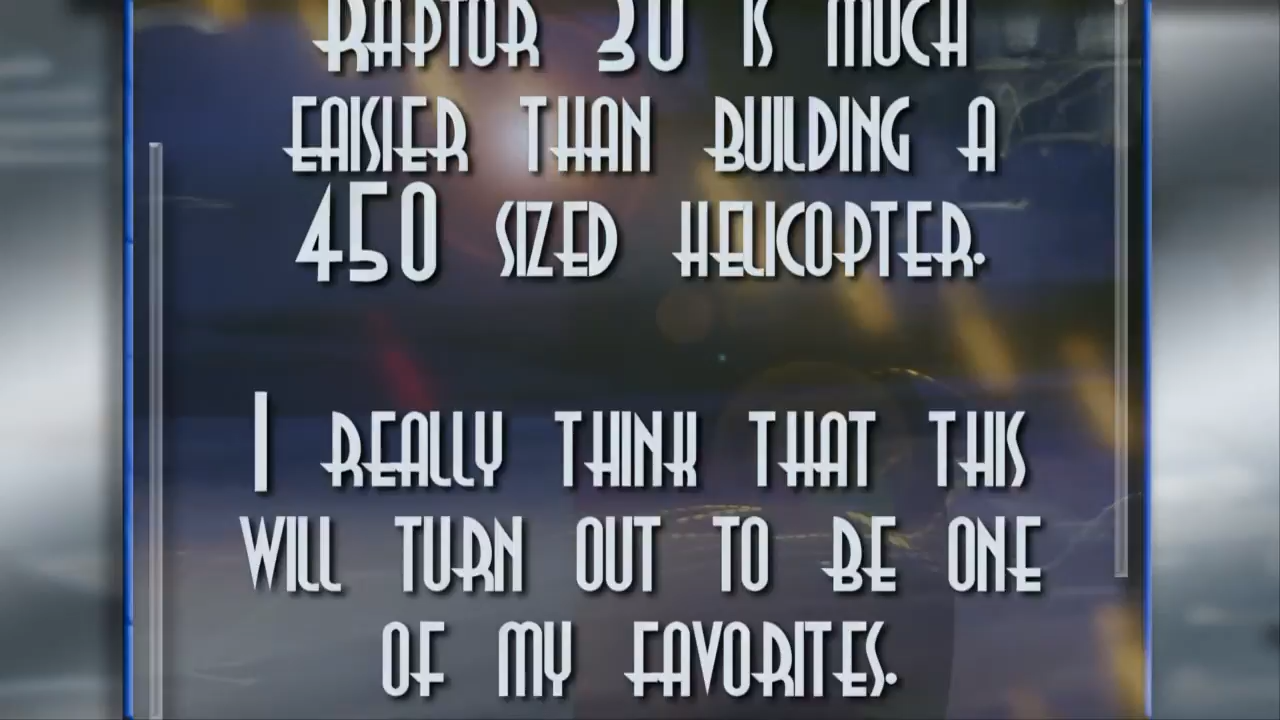 Raptor 30 is much
easier than building a
450 sized helicopter.
I really think that this
will turn out to be one
of my favorites.